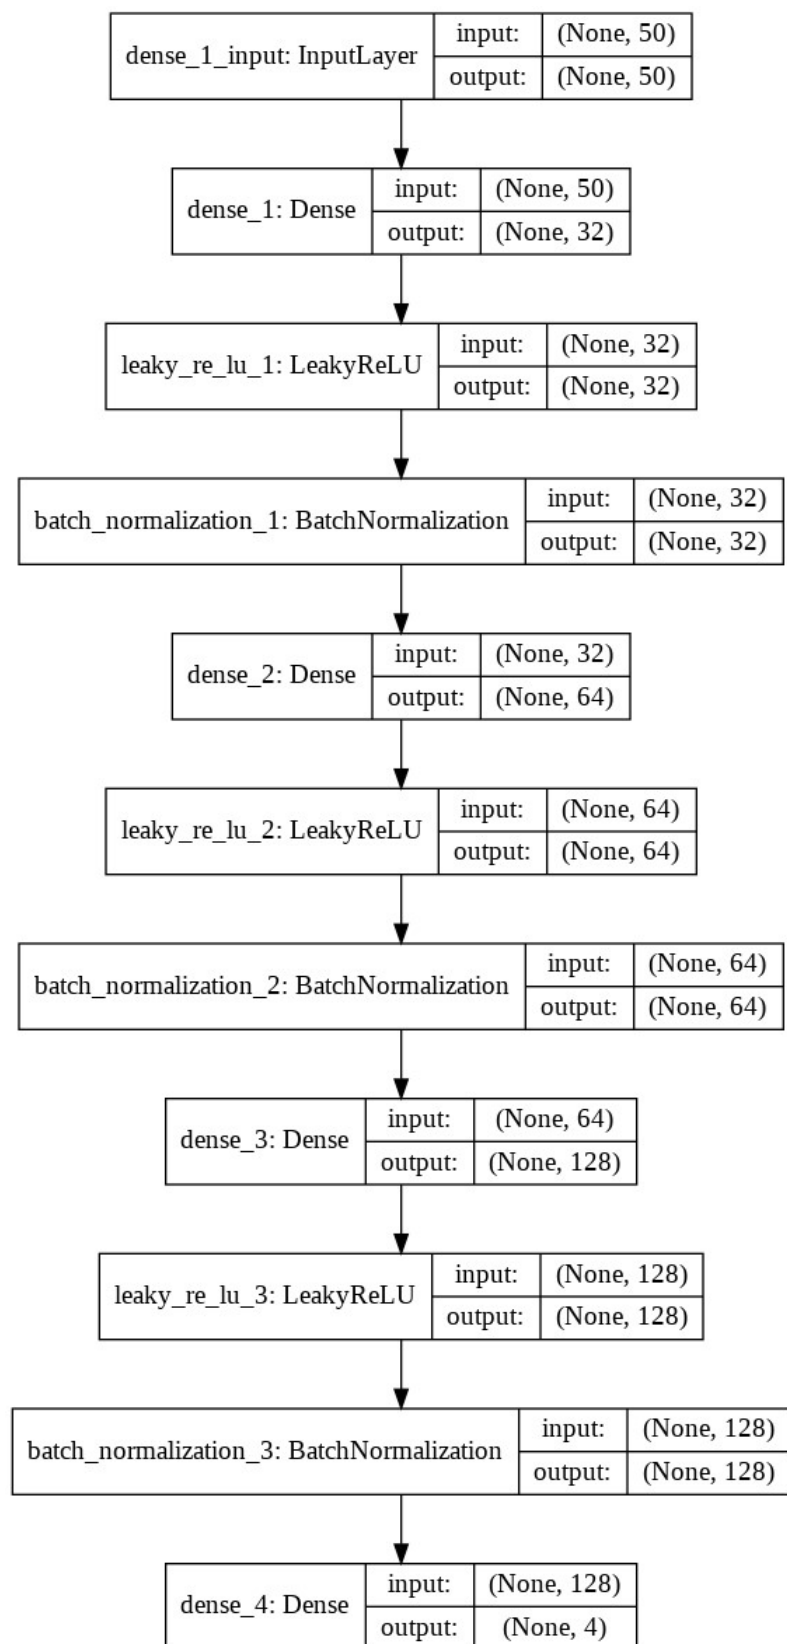 dense_1_input: InputLayer
input: (None, 50)
output: (None, 50)
dense_1: Dense
input: (None, 50)
output: (None, 32)
leaky_re_lu_1: LeakyReLU
input: (None, 32)
output: (None, 32)
batch_normalization_1: BatchNormalization
input: (None, 32)
output: (None, 32)
dense_2: Dense
input: (None, 32)
output: (None, 64)
leaky_re_lu_2: LeakyReLU
input: (None, 64)
output: (None, 64)
batch_normalization_2: BatchNormalization
input: (None, 64)
output: (None, 64)
dense_3: Dense
input: (None, 64)
output: (None, 128)
leaky_re_lu_3: LeakyReLU
input: (None, 128)
output: (None, 128)
batch_normalization_3: BatchNormalization
input: (None, 128)
output: (None, 128)
dense_4: Dense
input: (None, 128)
output: (None, 4)